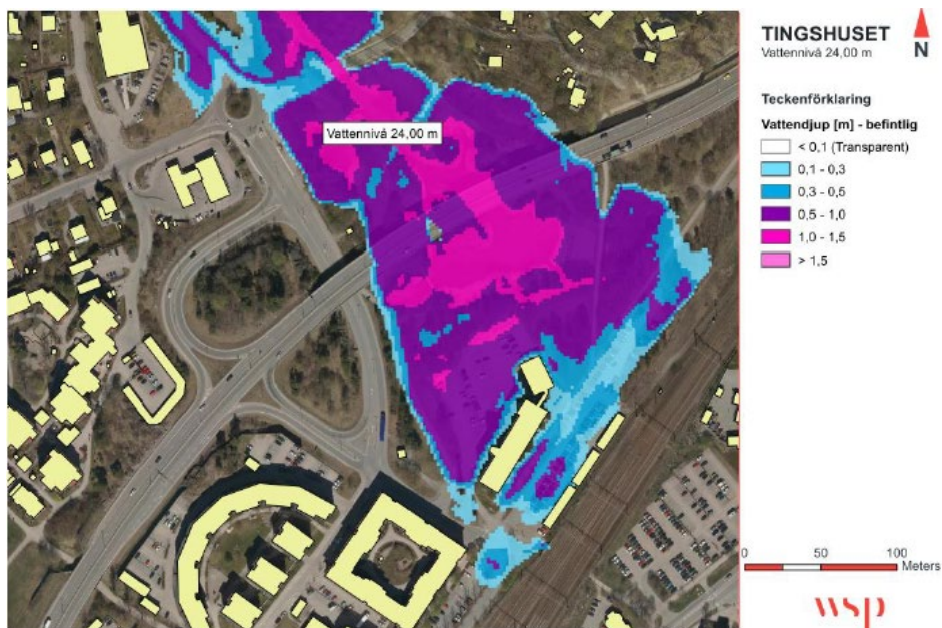 TINGSHUSET
Vattennivå 24,00 m
N
Teckenförklaring
Vattendjup [m] - befintlig
< 0,1 (Transparent)
0,1 - 0,3
0,3 - 0,5
0,5 - 1,0
1,0 - 1,5
> 1,5
Vattennivå 24,00 m
0 50 100
Meters
wsp